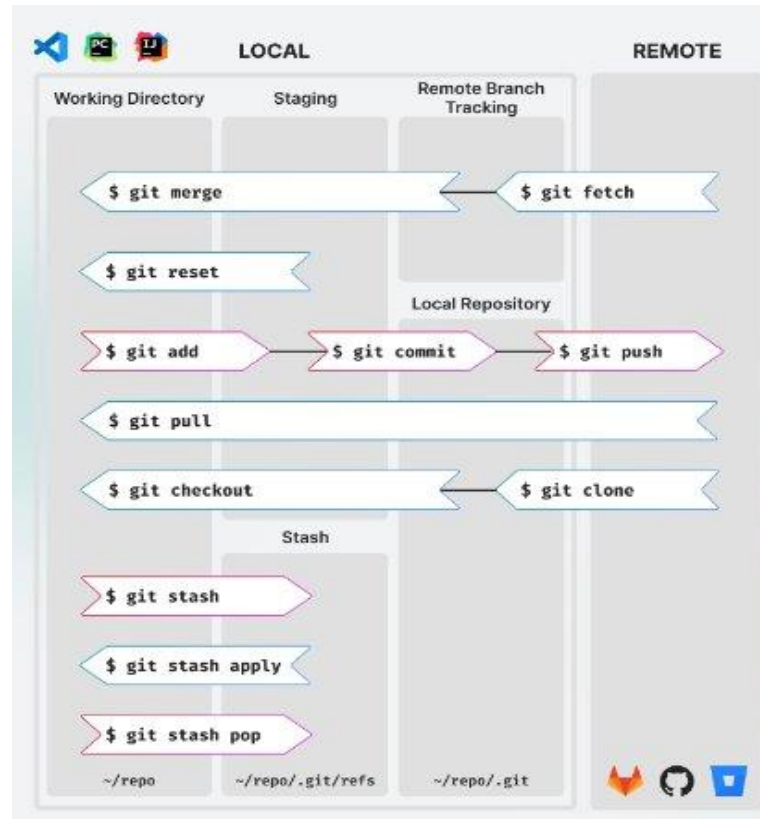 PC
IJ
LOCAL
REMOTE
Working Directory
Staging
Remote Branch
Tracking
$ git merge
$ git fetch
$ git reset
Local Repository
$ git add
$ git commit
$ git push
$ git pull
$ git checkout
$ git clone
Stash
$ git stash
$ git stash apply
$ git stash pop
~/repo
~/repo/.git/refs
~/repo/.git